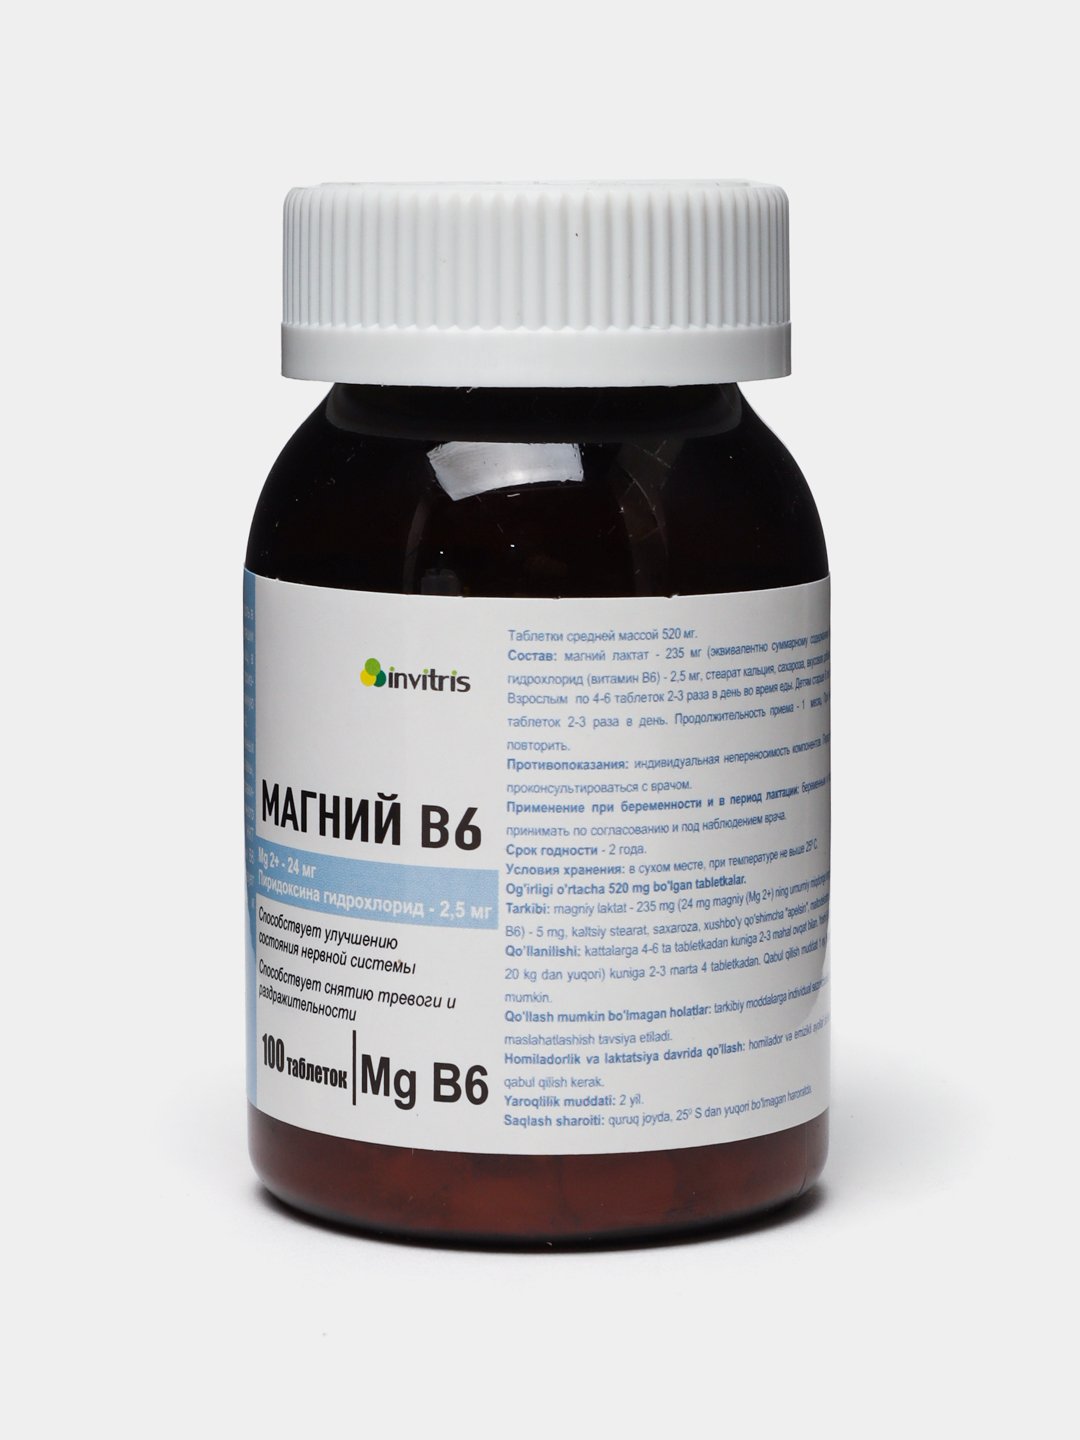 invitris
МАГНИЙ B6
Mg 2+ - 24 мг
Пиридоксина гидрохлорид - 2,5 мг
Способствует улучшению
состояния нервной системы
Способствует снятию тревоги и
раздражительности
100 таблеток
Mg B6
Таблетки средней массой 520 мг.
Состав: магний лактат - 235 мг (эквивалентно суммарному
гидрохлорид (витамин B6) - 2,5 мг, стеарат кальция, сахароза, вкусовая
Взрослым по 4-6 таблеток 2-3 раза в день во время еды. Детям старше
таблеток 2-3 раза в день. Продолжительность приема - 1 месяц.
повторить.
Противопоказания: индивидуальная непереносимость компонентов.
проконсультироваться с врачом.
Применение при беременности и в период лактации:
принимать по согласованию и под наблюдением врача.
Срок годности - 2 года.
Условия хранения: в сухом месте, при температуре не выше 25°С.
Og'irligi o'rtacha 520 mg bo'lgan tabletkalar.
Tarkibi: magniy laktat - 235 mg (24 mg magniy (Mg 2+) ning umumiy
B6) - 5 mg, kaltsiy stearat, saxaroza, xushbo'y qo'shimcha "apelsin",
Qo'llanilishi: kattalarga 4-6 ta tabletkadan kuniga 2-3 mahal ovqat bilan.
20 kg dan yuqori) kuniga 2-3 marta 4 tabletkadan. Qabul qilish muddati 1
mumkin.
Qo'llash mumkin bo'lmagan holatlar: tarkibiy moddalarga individual
maslahatlashish tavsiya etiladi.
Homiladorlik va laktatsiya davrida qo'llash: homilador va emizikli
qabul qilish kerak.
Yaroqlilik muddati: 2 yil.
Saqlash sharoiti: quruq joyda, 25⁰ S dan yuqori bo'lmagan haroratda.